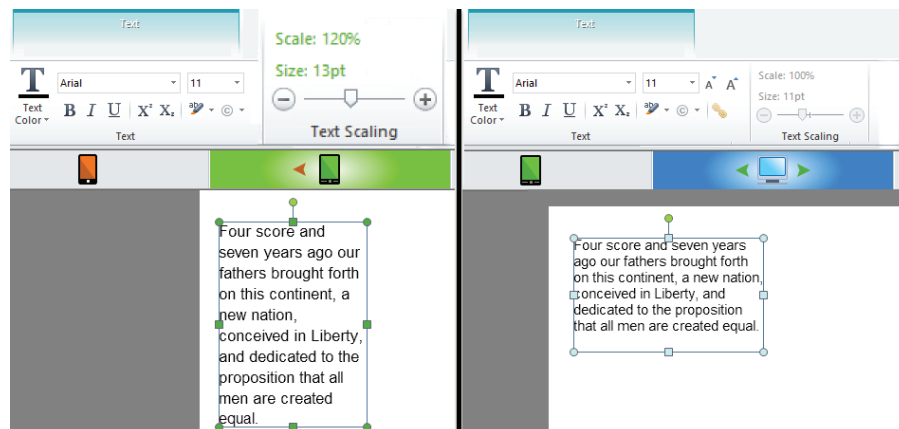 Text
Scale: 120%
Size: 13pt
Arial
11
Text
Color
B I U X² X₂ abc ©
Text
Text Scaling
Four score and
seven years ago our
fathers brought forth
on this continent, a
new nation,
conceived in Liberty,
and dedicated to the
proposition that all
men are created
equal.
Text
Arial
11
A A
Text
Color
B I U X² X₂ abc ©
Text
Scale: 100%
Size: 11pt
Text Scaling
Four score and seven years
ago our fathers brought forth
on this continent, a new nation,
conceived in Liberty, and
dedicated to the proposition
that all men are created equal.